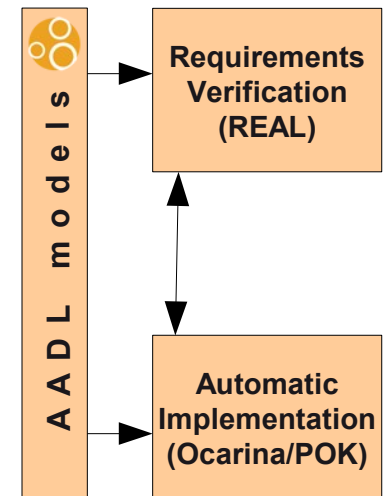 AADL models
Requirements
Verification
(REAL)
Automatic
Implementation
(Ocarina/POK)